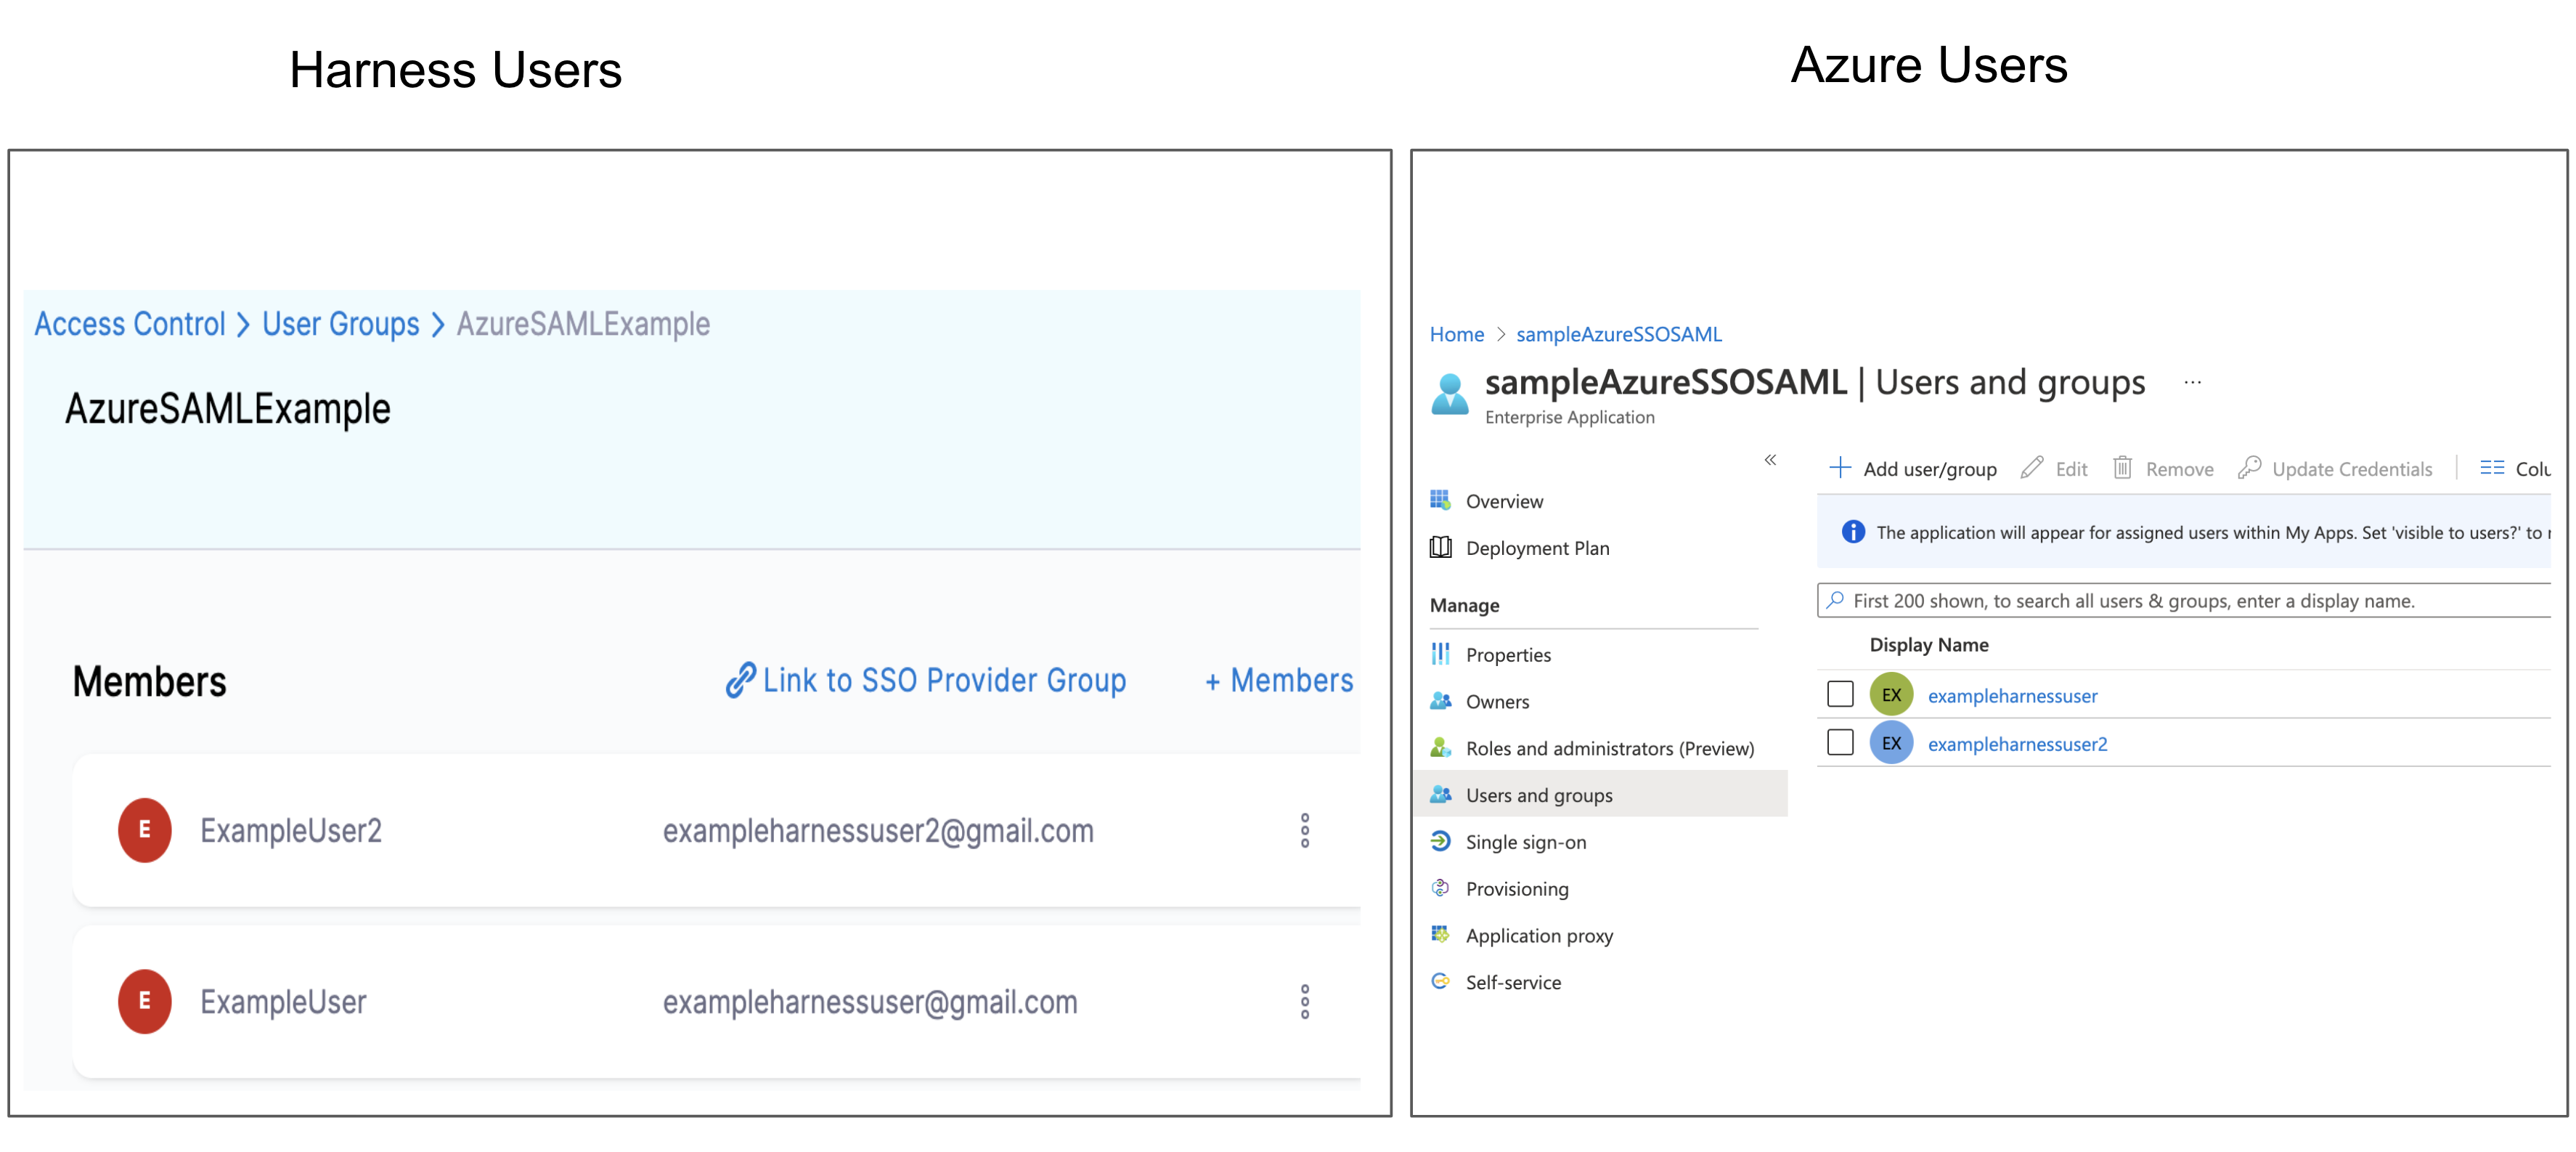 Harness Users
Access Control > User Groups > AzureSAMLExample
AzureSAMLExample
Members
Link to SSO Provider Group
+ Members
E ExampleUser2 exampleharnessuser2@gmail.com
E ExampleUser exampleharnessuser@gmail.com
Azure Users
Home > sampleAzureSSOSAML
sampleAzureSSOSAML | Users and groups ...
Enterprise Application
«
Overview
Deployment Plan
Manage
Properties
Owners
Roles and administrators (Preview)
Users and groups
Single sign-on
Provisioning
Application proxy
Self-service
+ Add user/group Edit Remove Update Credentials | Colu
The application will appear for assigned users within My Apps. Set 'visible to users?' to
First 200 shown, to search all users & groups, enter a display name.
Display Name
EX exampleharnessuser
EX exampleharnessuser2